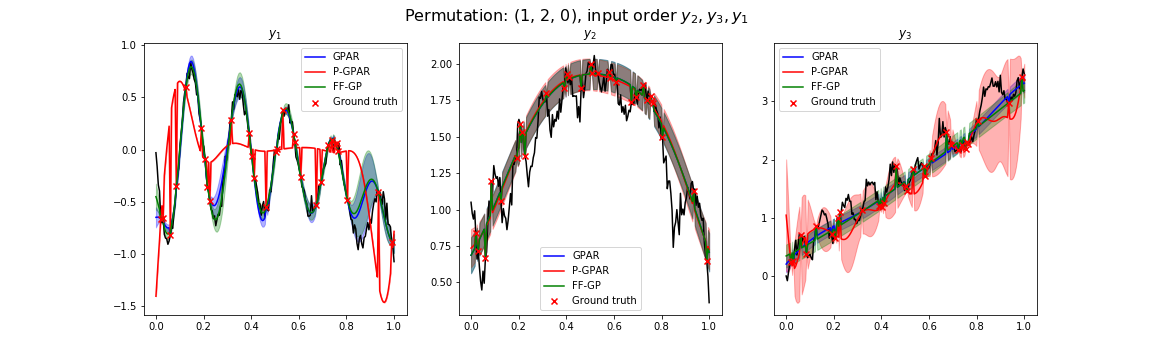 Permutation: (1, 2, 0), input order y₂, y₃, y₁
y₁
1.0
0.5
0.0
−0.5
−1.0
−1.5
0.0 0.2 0.4 0.6 0.8 1.0
GPAR
P-GPAR
FF-GP
Ground truth
y₂
2.00
1.75
1.50
1.25
1.00
0.75
0.50
0.0 0.2 0.4 0.6 0.8 1.0
GPAR
P-GPAR
FF-GP
Ground truth
y₃
3
2
1
0
0.0 0.2 0.4 0.6 0.8 1.0
GPAR
P-GPAR
FF-GP
Ground truth